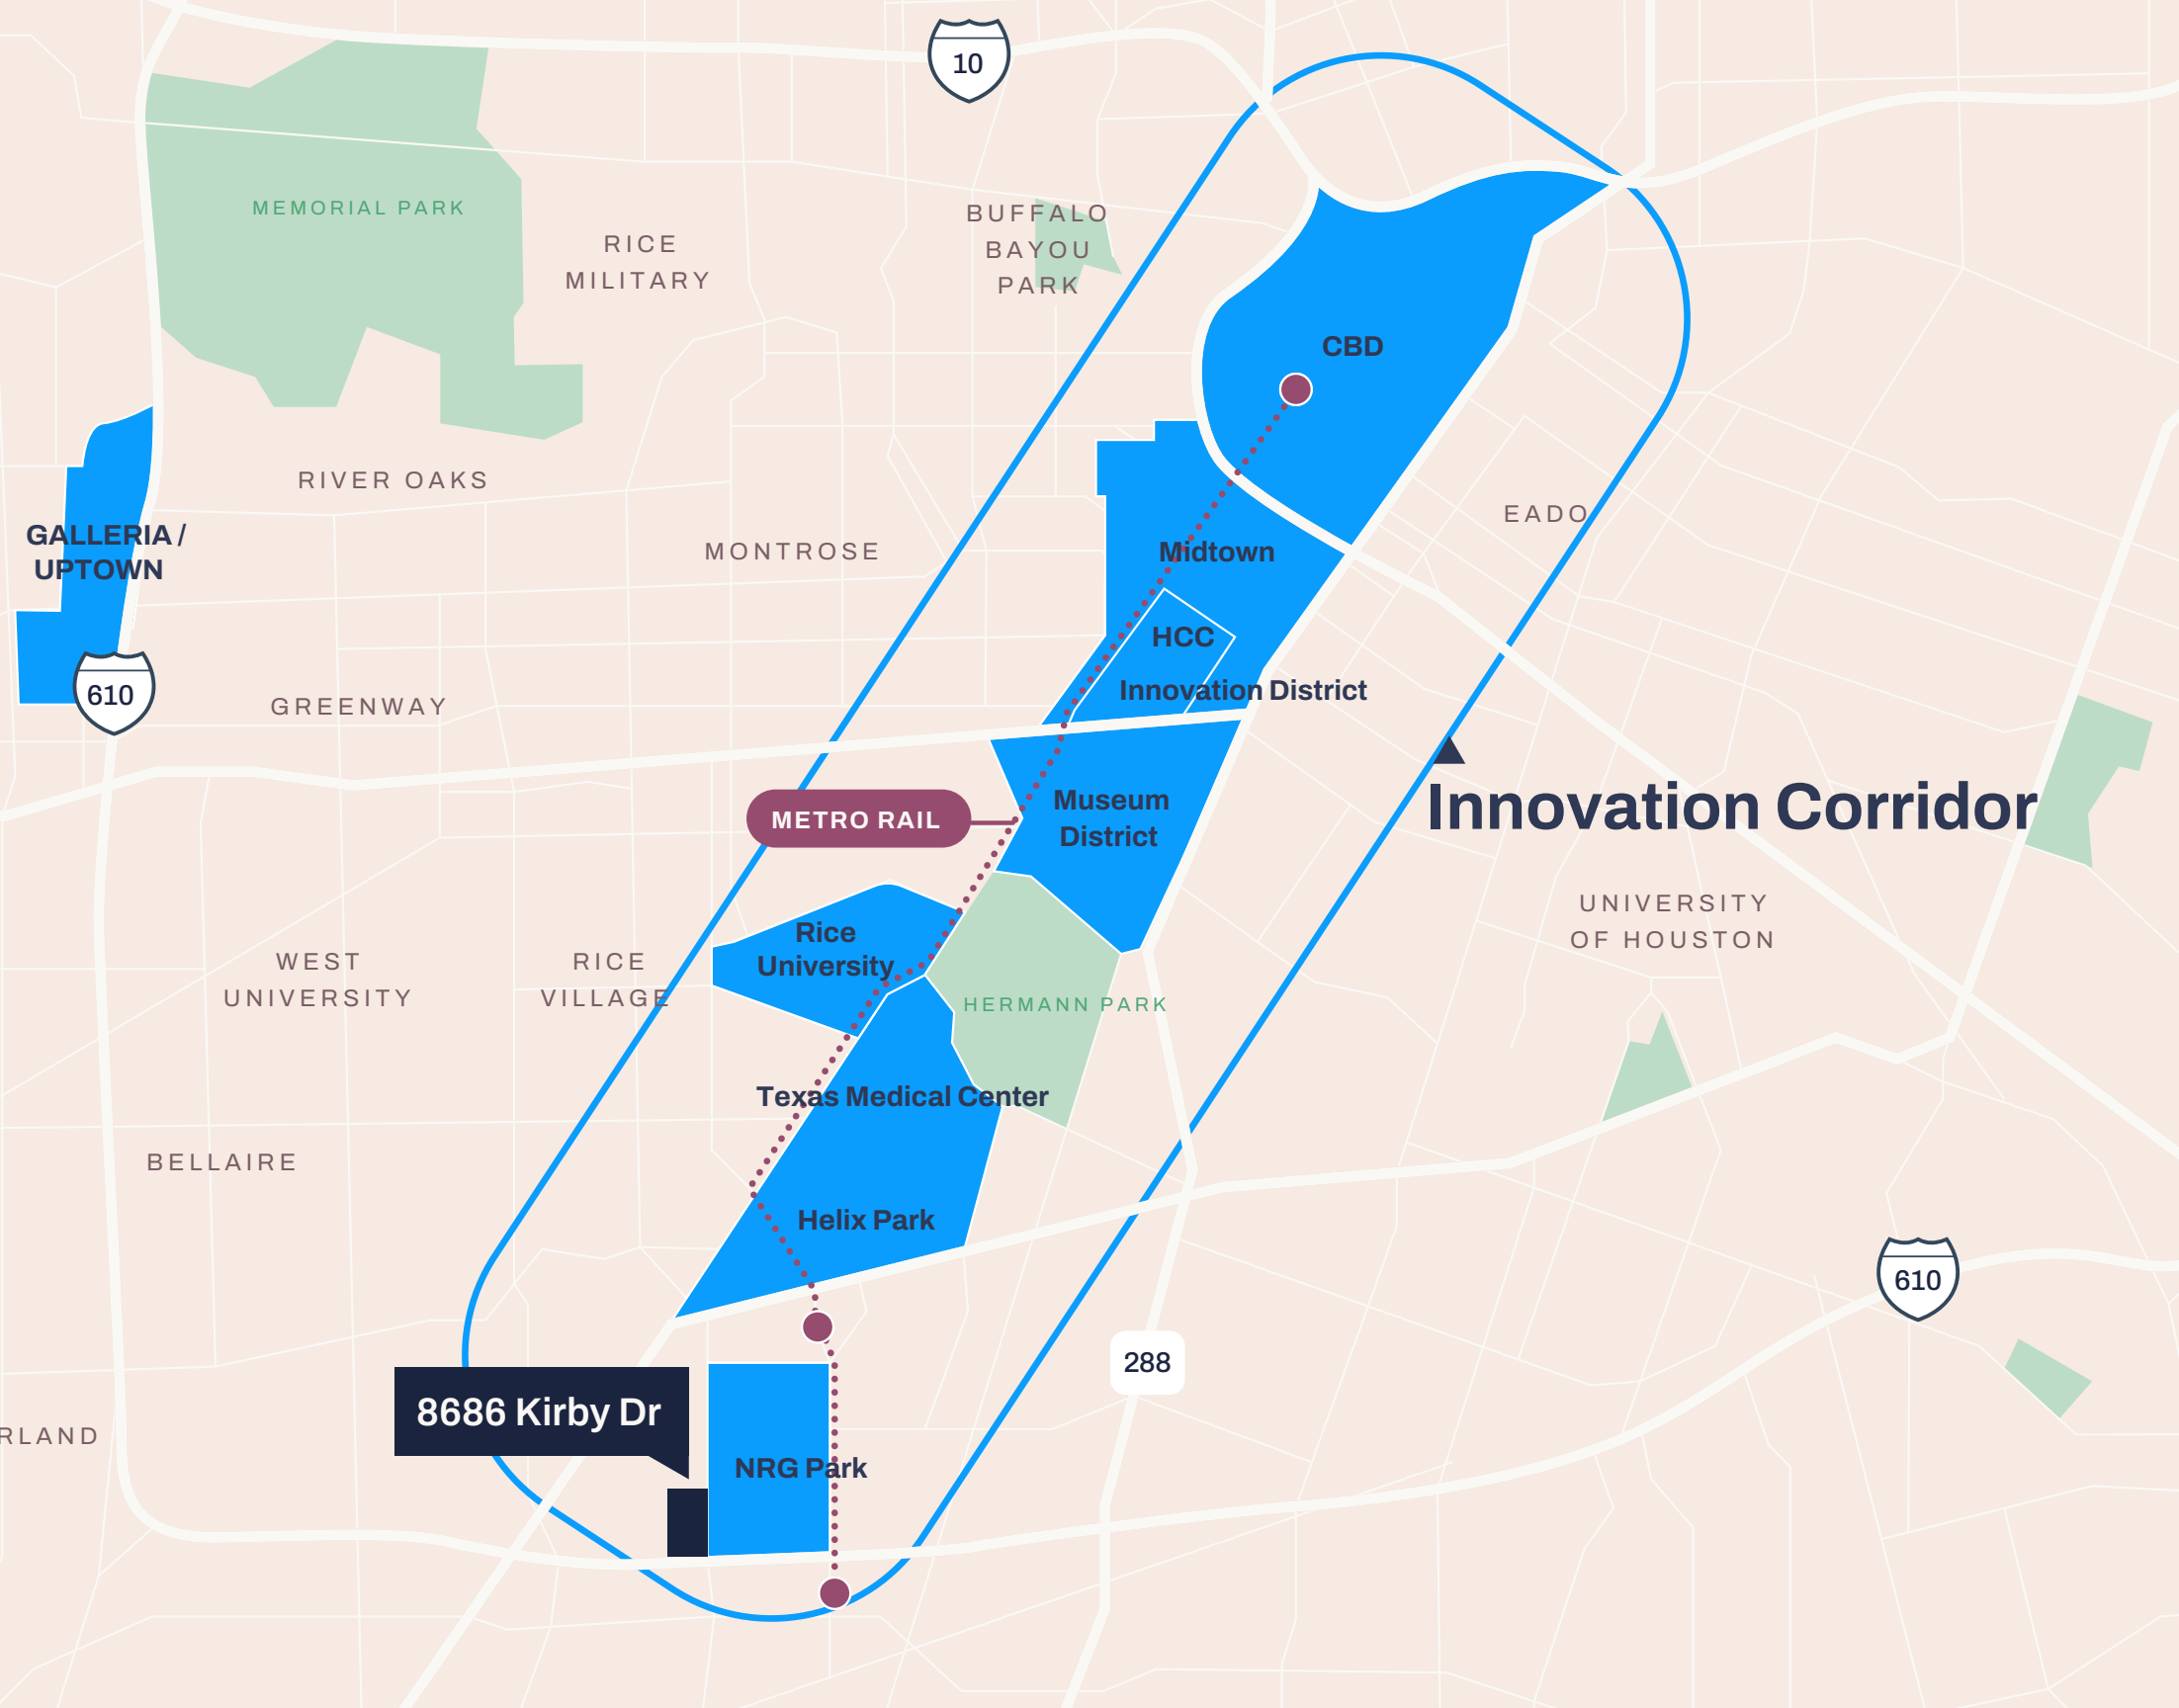 10
MEMORIAL PARK
BUFFALO
BAYOU
PARK
RICE
MILITARY
CBD
RIVER OAKS
EADO
GALLERIA /
UPTOWN
MONTROSE
Midtown
HCC
610
GREENWAY
Innovation District
METRO RAIL
Museum
District
Innovation Corridor
UNIVERSITY
OF HOUSTON
Rice
University
WEST
UNIVERSITY
RICE
VILLAGE
HERMANN PARK
Texas Medical Center
BELLAIRE
Helix Park
610
288
8686 Kirby Dr
RLAND
NRG Park